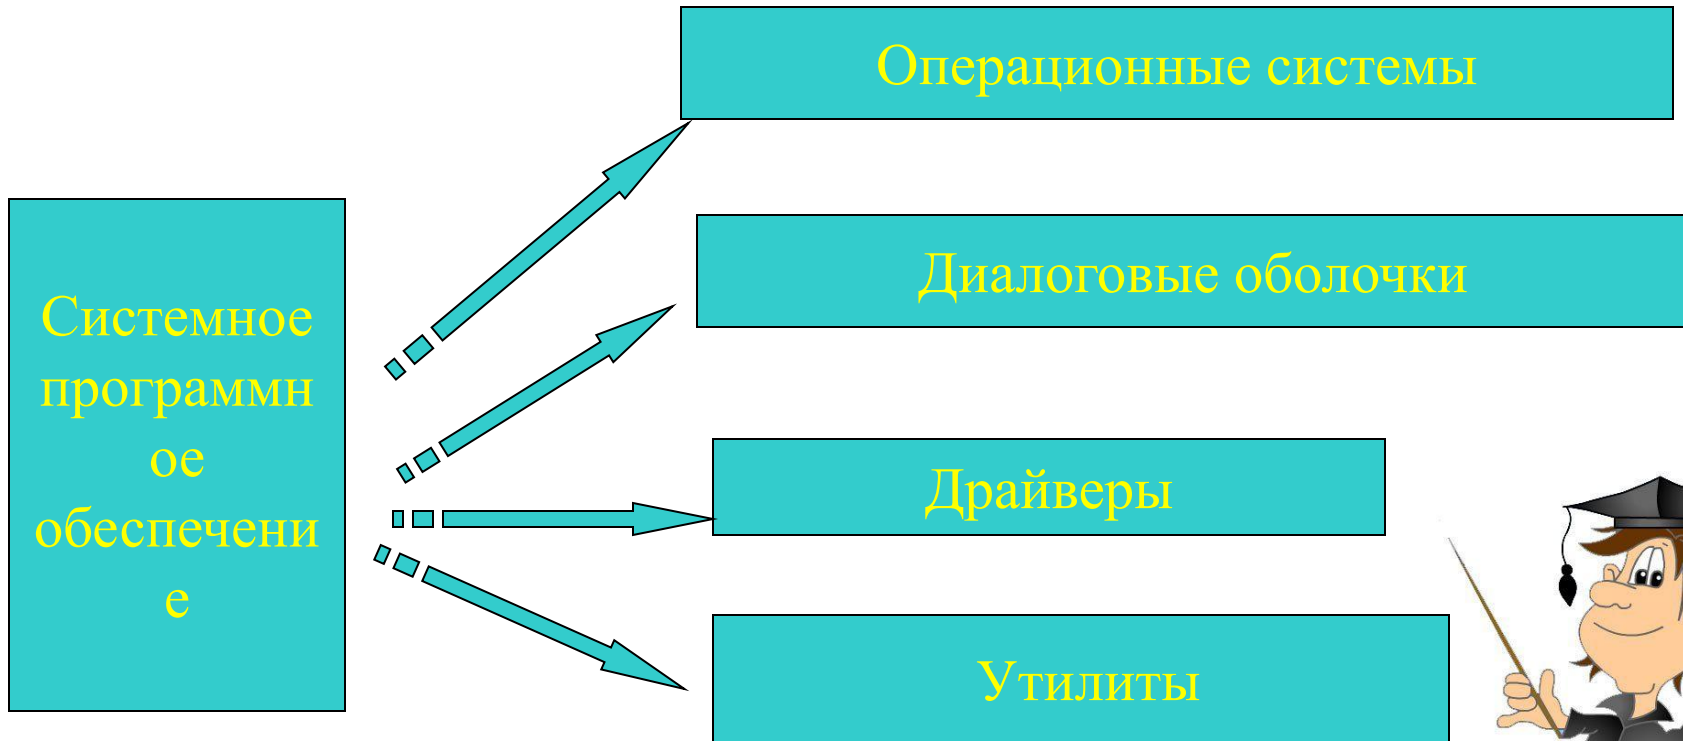 Операционные системы
Диалоговые оболочки
Системное
программн
ое
обеспечени
е
Драйверы
Утилиты